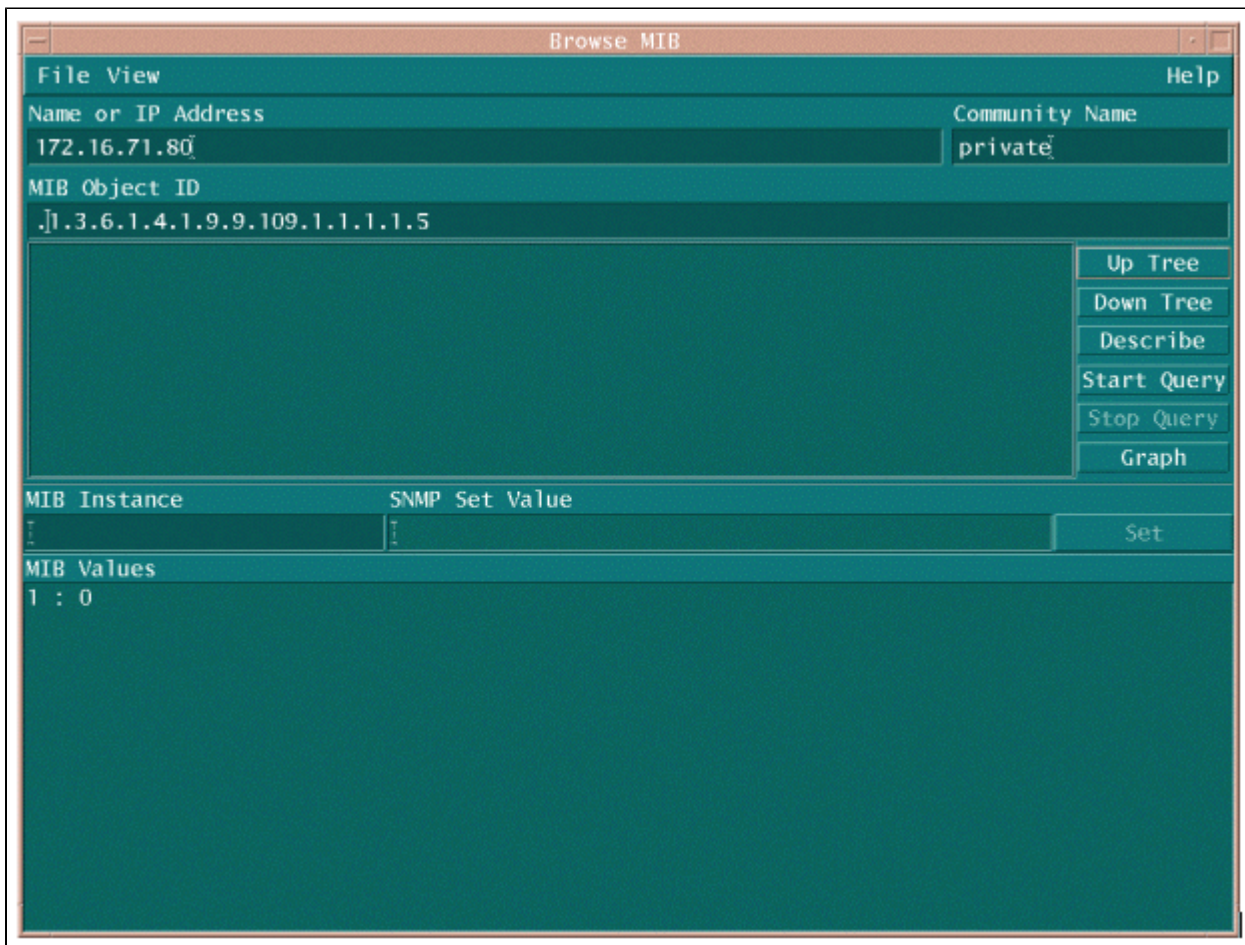 Browse MIB
File View Help
Name or IP Address Community Name
172.16.71.80 private
MIB Object ID
.1.3.6.1.4.1.9.9.109.1.1.1.1.5
Up Tree
Down Tree
Describe
Start Query
Stop Query
Graph
MIB Instance SNMP Set Value
Set
MIB Values
1 : 0